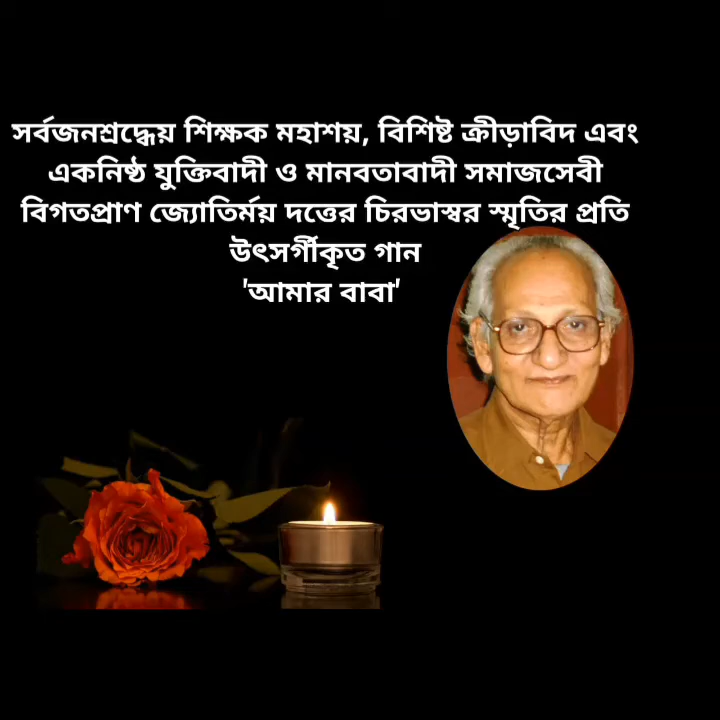 সর্বজনশ্রদ্ধেয় শিক্ষক মহাশয়, বিশিষ্ট ক্রীড়াবিদ এবং
একনিষ্ঠ যুক্তিবাদী ও মানবতাবাদী সমাজসেবী
বিগতপ্রাণ জ্যোতির্ময় দত্তের চিরভাস্বর স্মৃতির প্রতি
উৎসর্গীকৃত গান
'আমার বাবা'